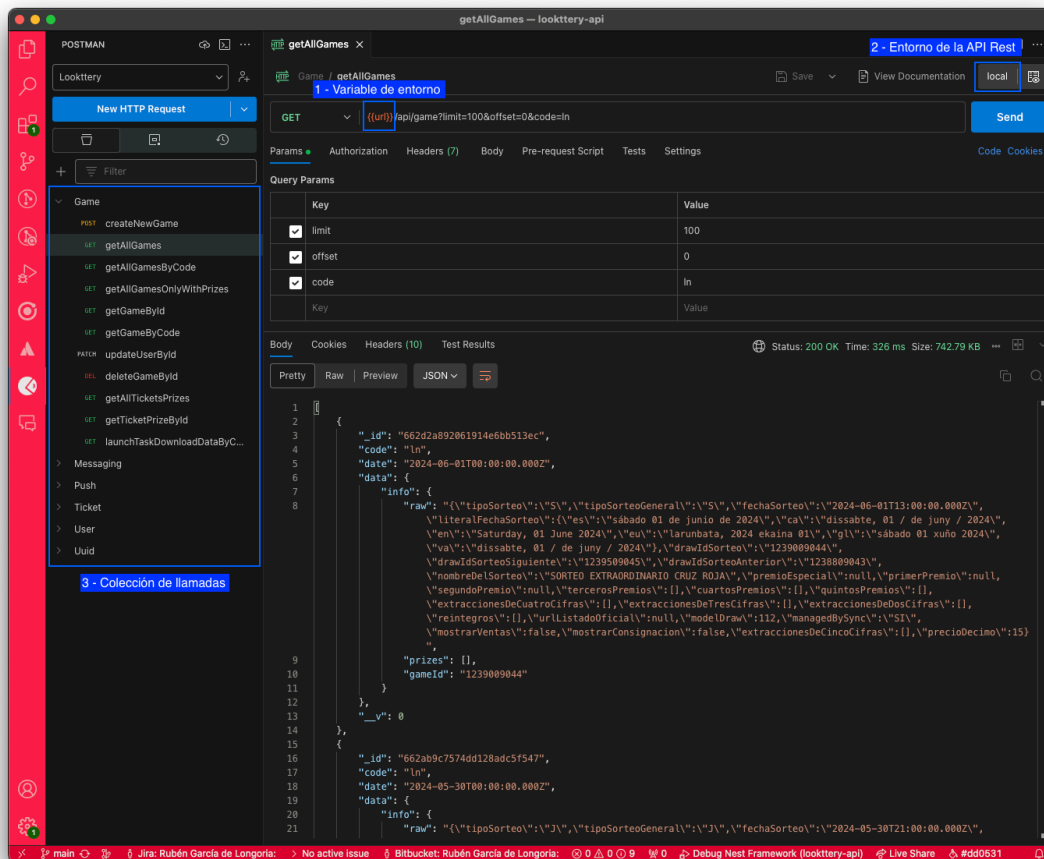 getAllGames — lookttery-api
POSTMAN
getAllGames
2 - Entorno de la API Rest
Lookttery
Game / getAllGames
Save
View Documentation
local
1 - Variable de entorno
New HTTP Request
GET
{{url}}/api/game?limit=100&offset=0&code=ln
Send
Params
Authorization
Headers (7)
Body
Pre-request Script
Tests
Settings
Code
Cookies
Filter
Query Params
Key
Value
limit
100
offset
0
code
ln
Key
Value
Game
POST createNewGame
GET getAllGames
GET getAllGamesByCode
GET getAllGamesOnlyWithPrizes
GET getGameById
GET getGameByCode
PATCH updateUserById
DEL deleteGameById
GET getAllTicketsPrizes
GET getTicketPrizeById
GET launchTaskDownloadDataByC...
Messaging
Push
Ticket
User
Uuid
3 - Colección de llamadas
Body
Cookies
Headers (10)
Test Results
Status: 200 OK Time: 326 ms Size: 742.79 KB
Pretty
Raw
Preview
JSON
1 [
2 {
3 "_id": "662d2a892061914e6bb513ec",
4 "code": "ln",
5 "date": "2024-06-01T00:00:00.000Z",
6 "data": {
7 "info": {
8 "raw": "{\"tipoSorteo\":\"S\",\"tipoSorteoGeneral\":\"S\",\"fechaSorteo\":\"2024-06-01T13:00:00.000Z\",
\"literalFechaSorteo\":{\"es\":\"sábado 01 de junio de 2024\",\"ca\":\"dissabte, 01 / de juny / 2024\",
\"en\":\"Saturday, 01 June 2024\",\"eu\":\"larunbata, 2024 ekaina 01\",\"gl\":\"sábado 01 xuño 2024\",
\"va\":\"dissabte, 01 / de juny / 2024\"},\"drawIdSorteo\":\"1239009044\",
\"drawIdSorteoSiguiente\":\"1239509045\",\"drawIdSorteoAnterior\":\"1238809043\",
\"nombreDelSorteo\":\"SORTEO EXTRAORDINARIO CRUZ ROJA\",\"premioEspecial\":null,\"primerPremio\":null,
\"segundoPremio\":null,\"tercerosPremios\":[],\"cuartosPremios\":[],\"quintosPremios\":[],
\"extraccionesDeCuatroCifras\":[],\"extraccionesDeTresCifras\":[],\"extraccionesDeDosCifras\":[],
\"reintegros\":[],\"urlListadoOficial\":null,\"modelDraw\":112,\"managedBySync\":\"SI\",
\"mostrarVentas\":false,\"mostrarConsignacion\":false,\"extraccionesDeCincoCifras\":[],\"precioDecimo\":15}
",
9 "prizes": [],
10 "gameId": "1239009044"
11 }
12 },
13 "__v": 0
14 },
15 {
16 "_id": "662ab9c7574dd128adc5f547",
17 "code": "ln",
18 "date": "2024-05-30T00:00:00.000Z",
19 "data": {
20 "info": {
21 "raw": "{\"tipoSorteo\":\"J\",\"tipoSorteoGeneral\":\"J\",\"fechaSorteo\":\"2024-05-30T21:00:00.000Z\",
main
Jira: Rubén García de Longoria:
No active issue
Bitbucket: Rubén García de Longoria:
0 0 9
0
Debug Nest Framework (lookttery-api)
Live Share
#dd0531